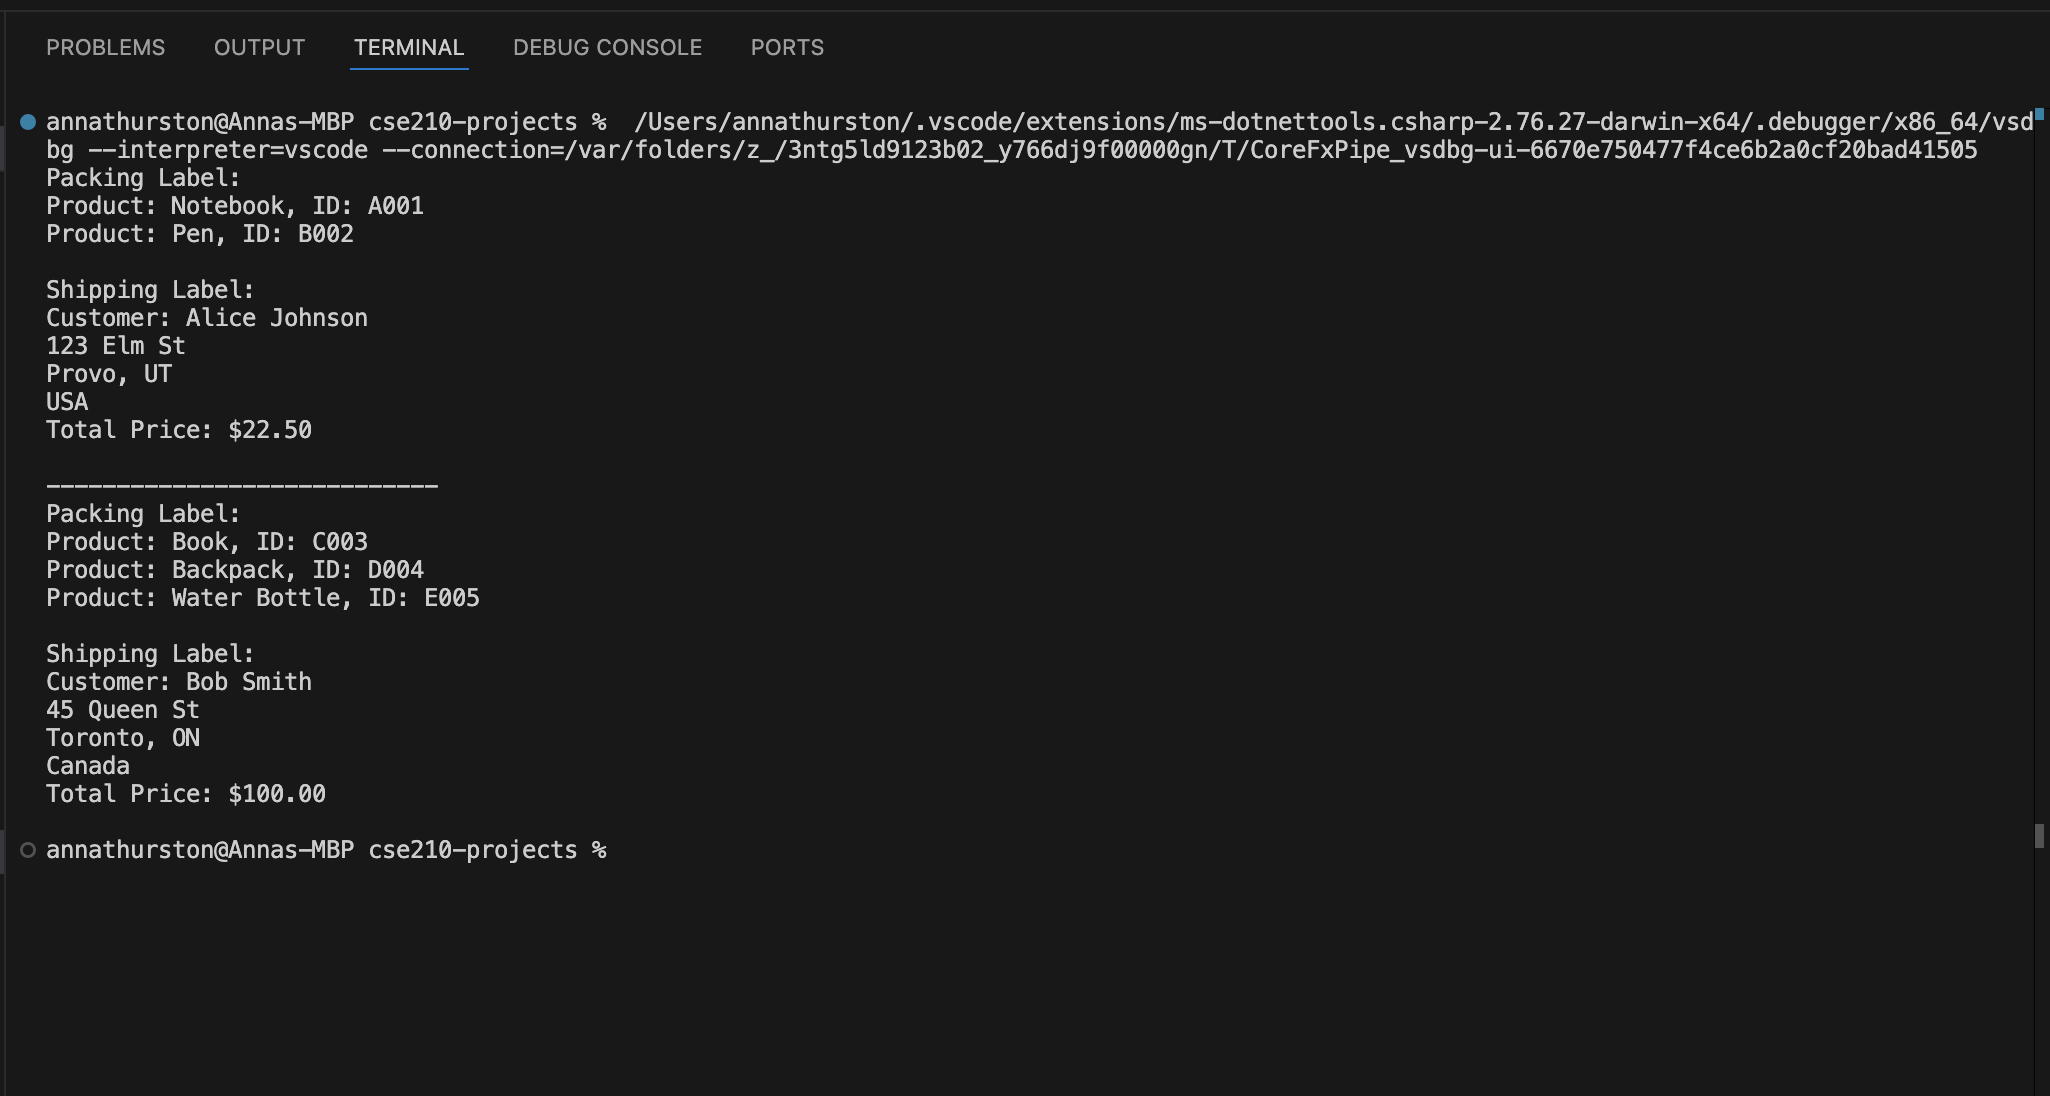 PROBLEMS OUTPUT TERMINAL DEBUG CONSOLE PORTS
annathurston@Annas-MBP cse210-projects %  /Users/annathurston/.vscode/extensions/ms-dotnettools.csharp-2.76.27-darwin-x64/.debugger/x86_64/vsd
bg --interpreter=vscode --connection=/var/folders/z_/3ntg5ld9123b02_y766dj9f00000gn/T/CoreFxPipe_vsdbg-ui-6670e750477f4ce6b2a0cf20bad41505
Packing Label:
Product: Notebook, ID: A001
Product: Pen, ID: B002
Shipping Label:
Customer: Alice Johnson
123 Elm St
Provo, UT
USA
Total Price: $22.50
----------------------------
Packing Label:
Product: Book, ID: C003
Product: Backpack, ID: D004
Product: Water Bottle, ID: E005
Shipping Label:
Customer: Bob Smith
45 Queen St
Toronto, ON
Canada
Total Price: $100.00
annathurston@Annas-MBP cse210-projects %